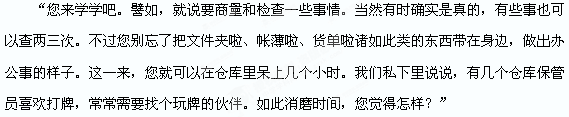 “您来学学吧。譬如，就说要商量和检查一些事情。当然有时确实是真的，有些事也可
以查两三次。不过您别忘了把文件夹啦、帐薄啦、货单啦诸如此类的东西带在身边，做出办
公事的样子。这一来，您就可以在仓库里呆上几个小时。我们私下里说说，有几个仓库保管
员喜欢打牌，常常需要找个玩牌的伙伴。如此消磨时间，您觉得怎样？”